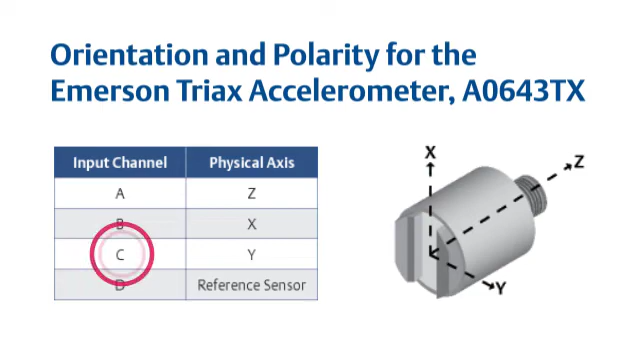 Orientation and Polarity for the
Emerson Triax Accelerometer, A0643TX
Input Channel Physical Axis
A Z
B X
C Y
D Reference Sensor
X
Z
Y